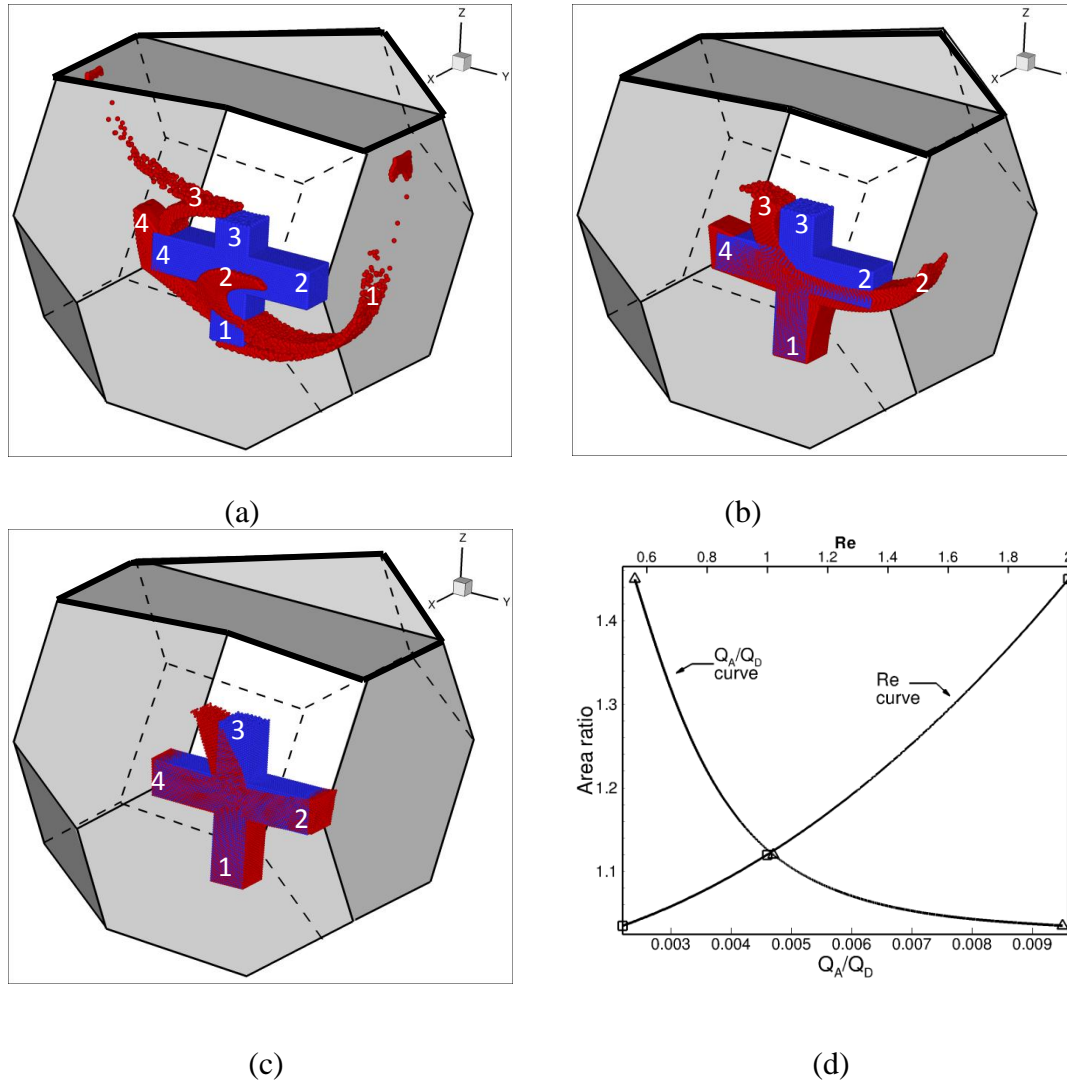 Z
X
Y
3
4
3
4
2
2
1
1
(a)
Z
X
Y
3
3
4
2
2
1
(b)
Z
X
Y
3
4
2
1
(c)
Re
0.6 0.8 1 1.2 1.4 1.6 1.8 2
1.4
1.3
1.2
1.1
Area ratio
Q_A/Q_D
curve
Re
curve
0.003 0.004 0.005 0.006 0.007 0.008 0.009
Q_A/Q_D
(d)